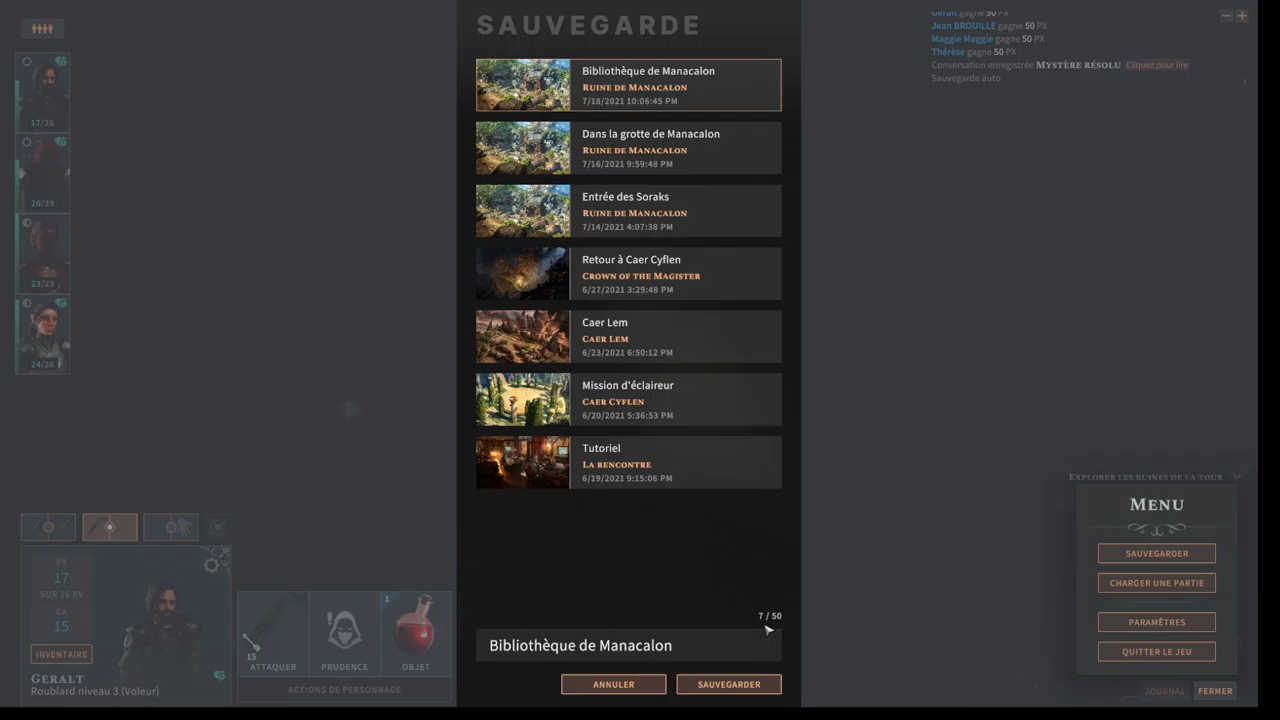 SAUVEGARDE
Bibliothèque de Manacalon
Ruine de Manacalon
7/18/2021 10:06:45 PM
Dans la grotte de Manacalon
Ruine de Manacalon
7/16/2021 9:59:48 PM
Entrée des Soraks
Ruine de Manacalon
7/14/2021 4:07:38 PM
Retour à Caer Cyflen
Crown of the Magister
6/27/2021 3:29:48 PM
Caer Lem
Caer Lem
6/23/2021 6:50:12 PM
Mission d'éclaireur
Caer Cyflen
6/20/2021 5:36:53 PM
Tutoriel
La rencontre
6/19/2021 9:15:06 PM
7 / 50
Bibliothèque de Manacalon
ANNULER
SAUVEGARDER
17/26
26/39
23/23
24/26
PV
17
SUR 26 PV
CA
15
INVENTAIRE
Geralt
Roublard niveau 3 (Voleur)
15
ATTAQUER
PRUDENCE
1
OBJET
ACTIONS DE PERSONNAGE
Geralt gagne 50 PX
Jean BROUILLE gagne 50 PX
Maggie Maggie gagne 50 PX
Thérèse gagne 50 PX
Conversation enregistrée Mystère résolu Cliquez pour lire
Sauvegarde auto
Explorer les ruines de la tour
Menu
SAUVEGARDER
CHARGER UNE PARTIE
PARAMÈTRES
QUITTER LE JEU
JOURNAL
FERMER